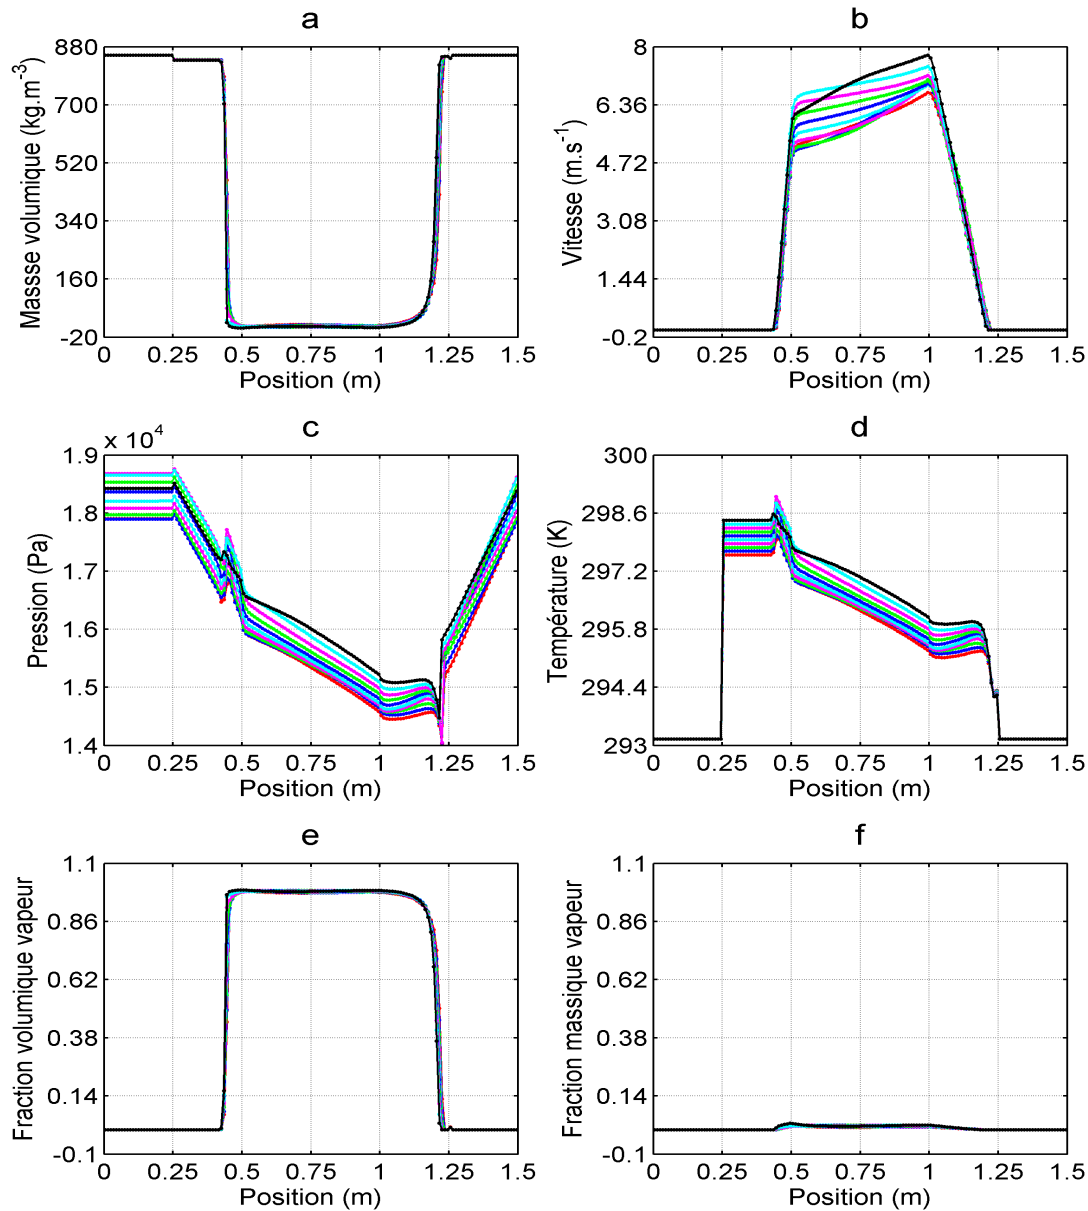 a
b
Massse volumique (kg.m-3)
880
700
520
340
160
-20
0 0.25 0.5 0.75 1 1.25 1.5
Position (m)
Vitesse (m.s-1)
8
6.36
4.72
3.08
1.44
-0.2
0 0.25 0.5 0.75 1 1.25 1.5
Position (m)
c
d
x 10^4
Pression (Pa)
1.9
1.8
1.7
1.6
1.5
1.4
0 0.25 0.5 0.75 1 1.25 1.5
Position (m)
Température (K)
300
298.6
297.2
295.8
294.4
293
0 0.25 0.5 0.75 1 1.25 1.5
Position (m)
e
f
Fraction volumique vapeur
1.1
0.86
0.62
0.38
0.14
-0.1
0 0.25 0.5 0.75 1 1.25 1.5
Position (m)
Fraction massique vapeur
1.1
0.86
0.62
0.38
0.14
-0.1
0 0.25 0.5 0.75 1 1.25 1.5
Position (m)